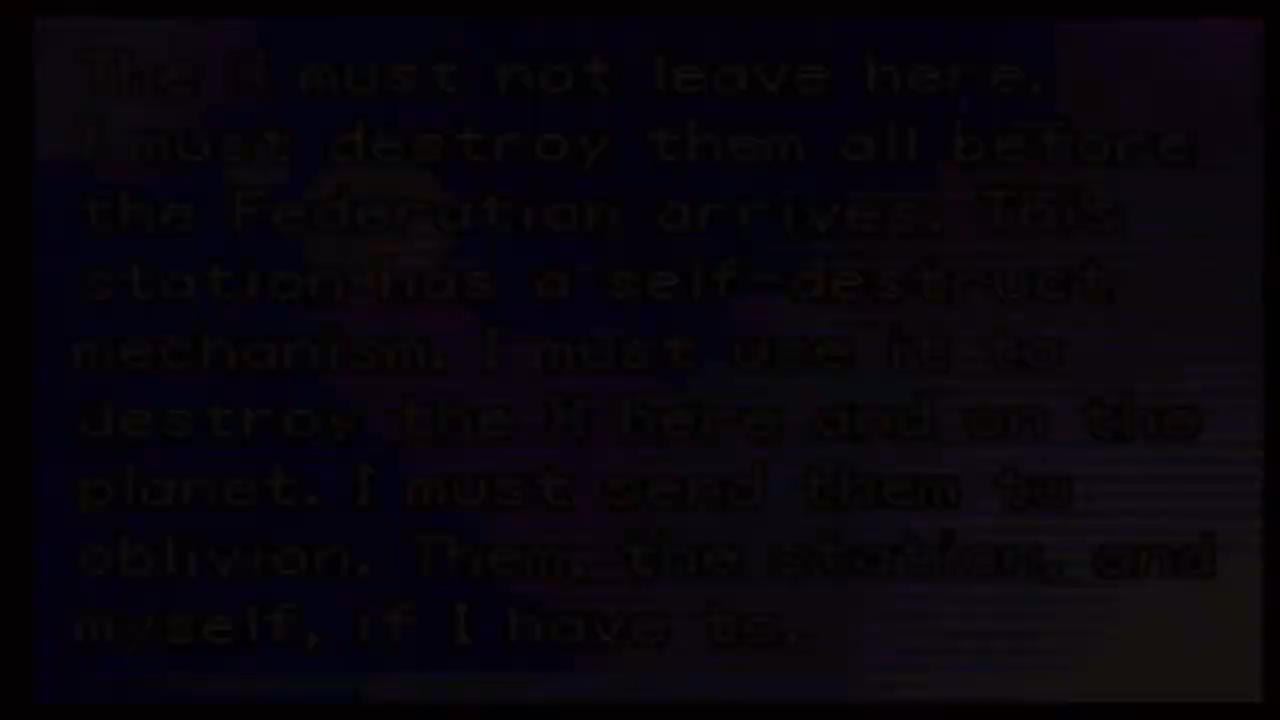 The X must not leave here.
I must destroy them all before
the Federation arrives. This
station has a self-destruct
mechanism. I must use it to
destroy the X here and on the
planet. I must send them to
oblivion. Them, the station, and
myself, if I have to.